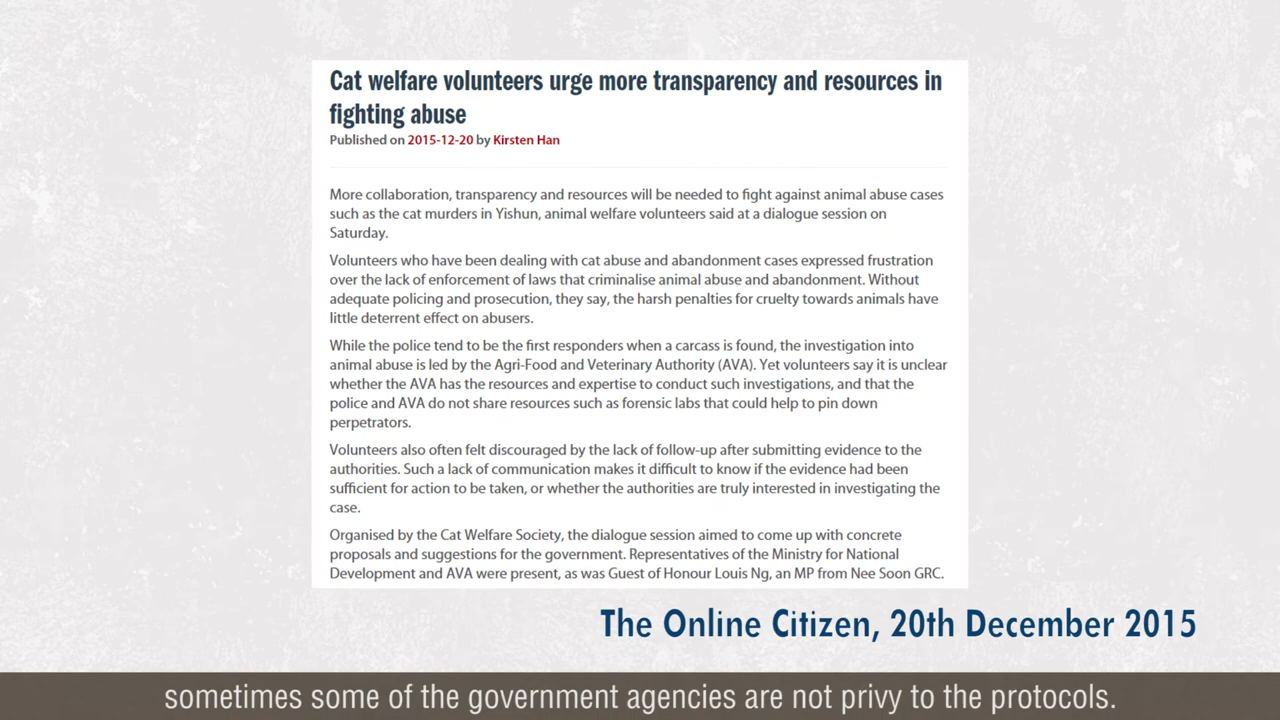 Cat welfare volunteers urge more transparency and resources in
fighting abuse
Published on 2015-12-20 by Kirsten Han
More collaboration, transparency and resources will be needed to fight against animal abuse cases
such as the cat murders in Yishun, animal welfare volunteers said at a dialogue session on
Saturday.
Volunteers who have been dealing with cat abuse and abandonment cases expressed frustration
over the lack of enforcement of laws that criminalise animal abuse and abandonment. Without
adequate policing and prosecution, they say, the harsh penalties for cruelty towards animals have
little deterrent effect on abusers.
While the police tend to be the first responders when a carcass is found, the investigation into
animal abuse is led by the Agri-Food and Veterinary Authority (AVA). Yet volunteers say it is unclear
whether the AVA has the resources and expertise to conduct such investigations, and that the
police and AVA do not share resources such as forensic labs that could help to pin down
perpetrators.
Volunteers also often felt discouraged by the lack of follow-up after submitting evidence to the
authorities. Such a lack of communication makes it difficult to know if the evidence had been
sufficient for action to be taken, or whether the authorities are truly interested in investigating the
case.
Organised by the Cat Welfare Society, the dialogue session aimed to come up with concrete
proposals and suggestions for the government. Representatives of the Ministry for National
Development and AVA were present, as was Guest of Honour Louis Ng, an MP from Nee Soon GRC.
The Online Citizen, 20th December 2015
sometimes some of the government agencies are not privy to the protocols.